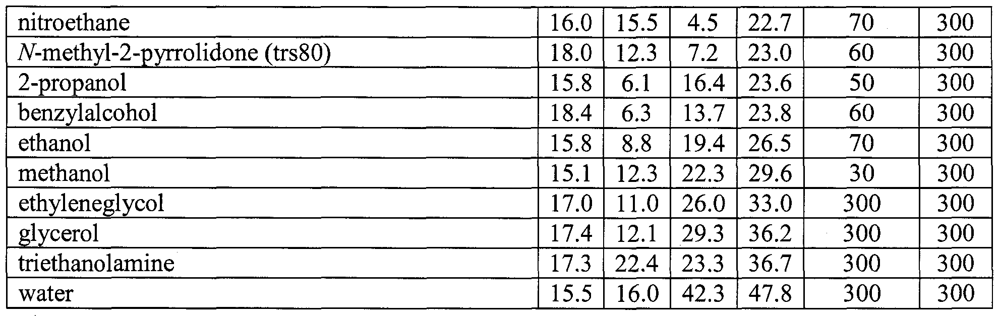 nitroethane 16.0 15.5 4.5 22.7 70 300
N-methyl-2-pyrrolidone (trs80) 18.0 12.3 7.2 23.0 60 300
2-propanol 15.8 6.1 16.4 23.6 50 300
benzylalcohol 18.4 6.3 13.7 23.8 60 300
ethanol 15.8 8.8 19.4 26.5 70 300
methanol 15.1 12.3 22.3 29.6 30 300
ethyleneglycol 17.0 11.0 26.0 33.0 300 300
glycerol 17.4 12.1 29.3 36.2 300 300
triethanolamine 17.3 22.4 23.3 36.7 300 300
water 15.5 16.0 42.3 47.8 300 300